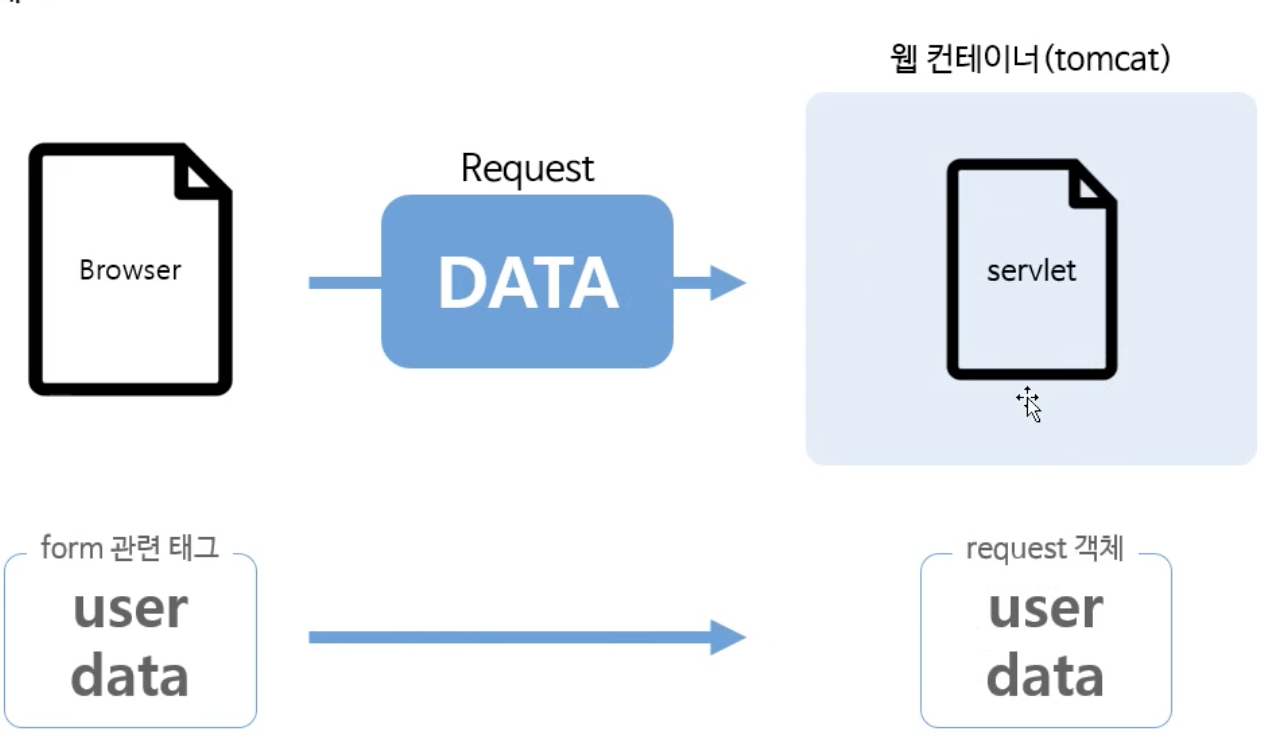 웹 컨테이너(tomcat)
Request
Browser
DATA
servlet
form 관련 태그
user
data
request 객체
user
data